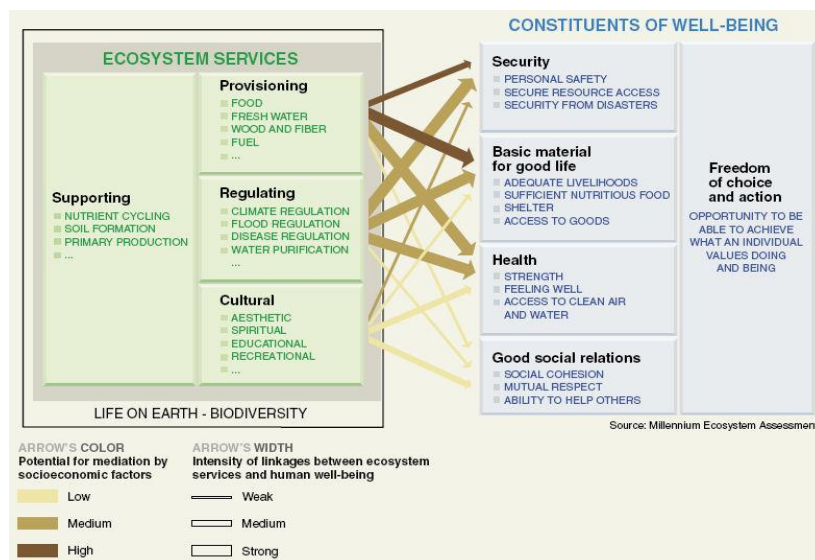 CONSTITUENTS OF WELL-BEING
ECOSYSTEM SERVICES
Supporting
NUTRIENT CYCLING
SOIL FORMATION
PRIMARY PRODUCTION
...
Provisioning
FOOD
FRESH WATER
WOOD AND FIBER
FUEL
...
Regulating
CLIMATE REGULATION
FLOOD REGULATION
DISEASE REGULATION
WATER PURIFICATION
...
Cultural
AESTHETIC
SPIRITUAL
EDUCATIONAL
RECREATIONAL
...
LIFE ON EARTH - BIODIVERSITY
Security
PERSONAL SAFETY
SECURE RESOURCE ACCESS
SECURITY FROM DISASTERS
Basic material
for good life
ADEQUATE LIVELIHOODS
SUFFICIENT NUTRITIOUS FOOD
SHELTER
ACCESS TO GOODS
Health
STRENGTH
FEELING WELL
ACCESS TO CLEAN AIR
AND WATER
Good social relations
SOCIAL COHESION
MUTUAL RESPECT
ABILITY TO HELP OTHERS
Freedom
of choice
and action
OPPORTUNITY TO BE
ABLE TO ACHIEVE
WHAT AN INDIVIDUAL
VALUES DOING
AND BEING
Source: Millennium Ecosystem Assessmen
ARROW'S COLOR
Potential for mediation by
socioeconomic factors
Low
Medium
High
ARROW'S WIDTH
Intensity of linkages between ecosystem
services and human well-being
Weak
Medium
Strong